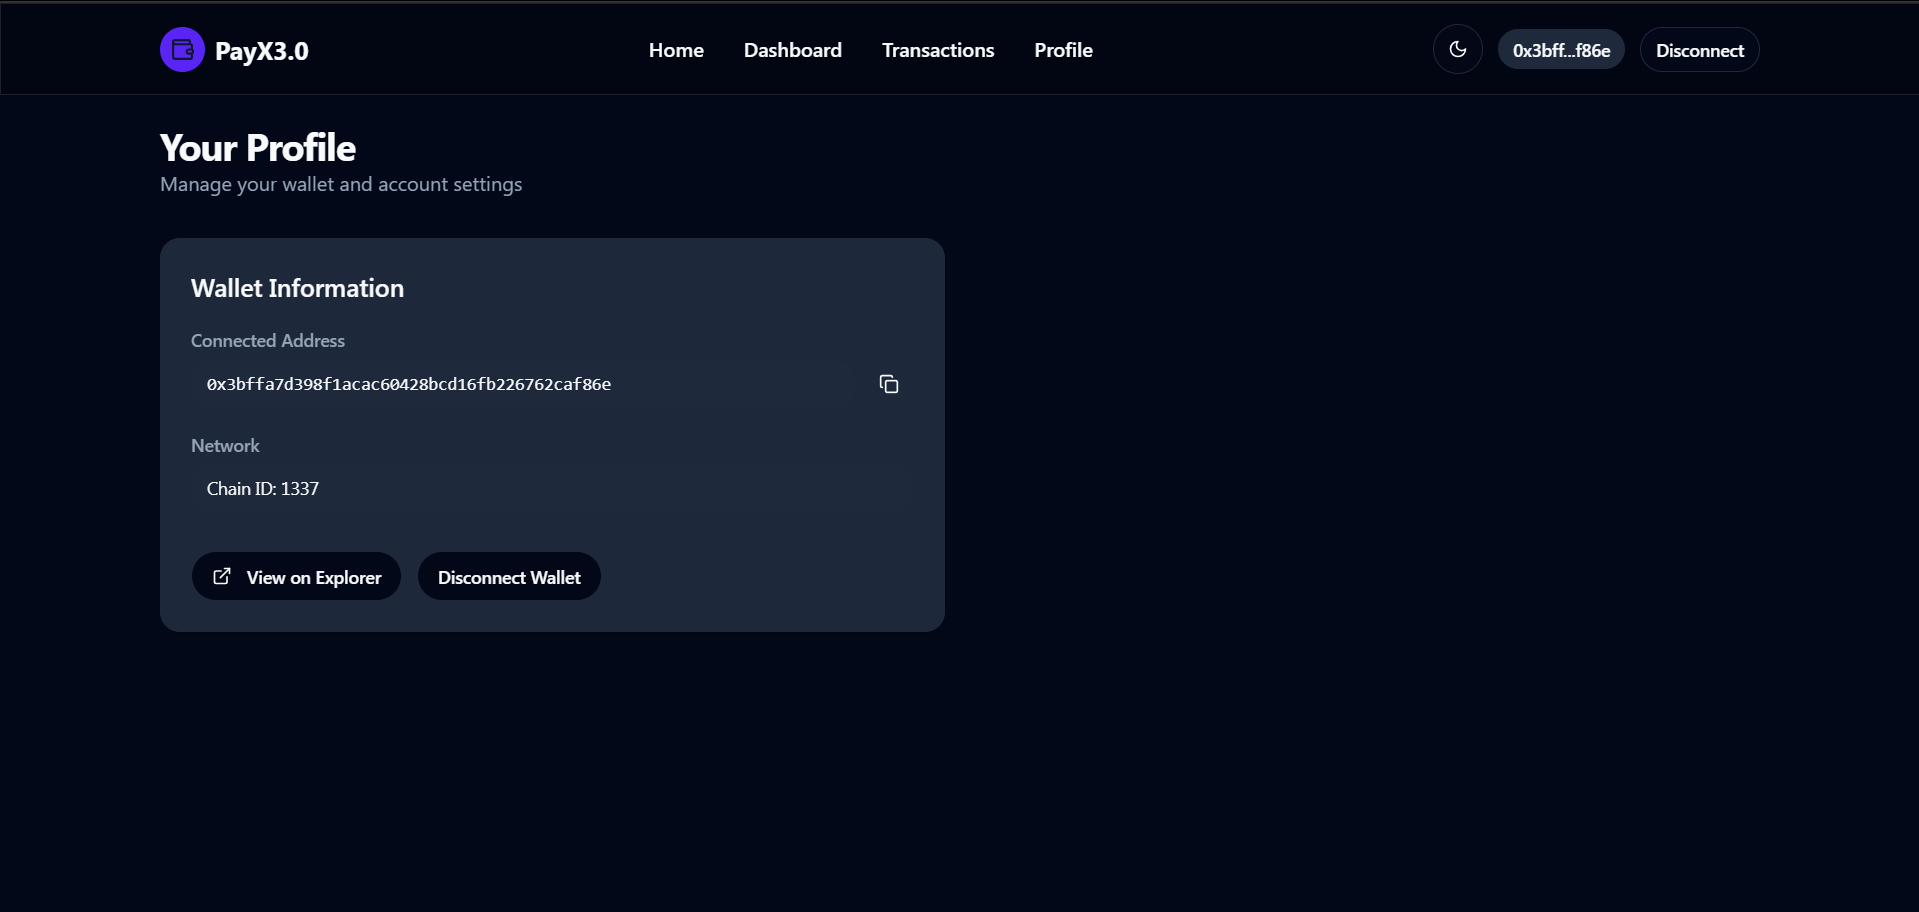 PayX3.0
Home Dashboard Transactions Profile
0x3bff...f86e Disconnect
Your Profile
Manage your wallet and account settings
Wallet Information
Connected Address
0x3bffa7d398f1acac60428bcd16fb226762caf86e
Network
Chain ID: 1337
View on Explorer Disconnect Wallet